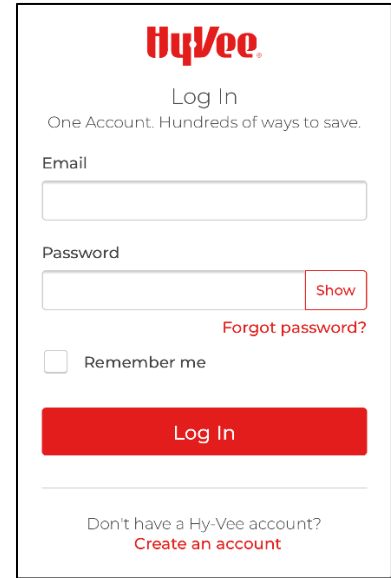 HyVee®
Log In
One Account. Hundreds of ways to save.
Email
Password
Show
Forgot password?
Remember me
Log In
Don't have a Hy-Vee account?
Create an account